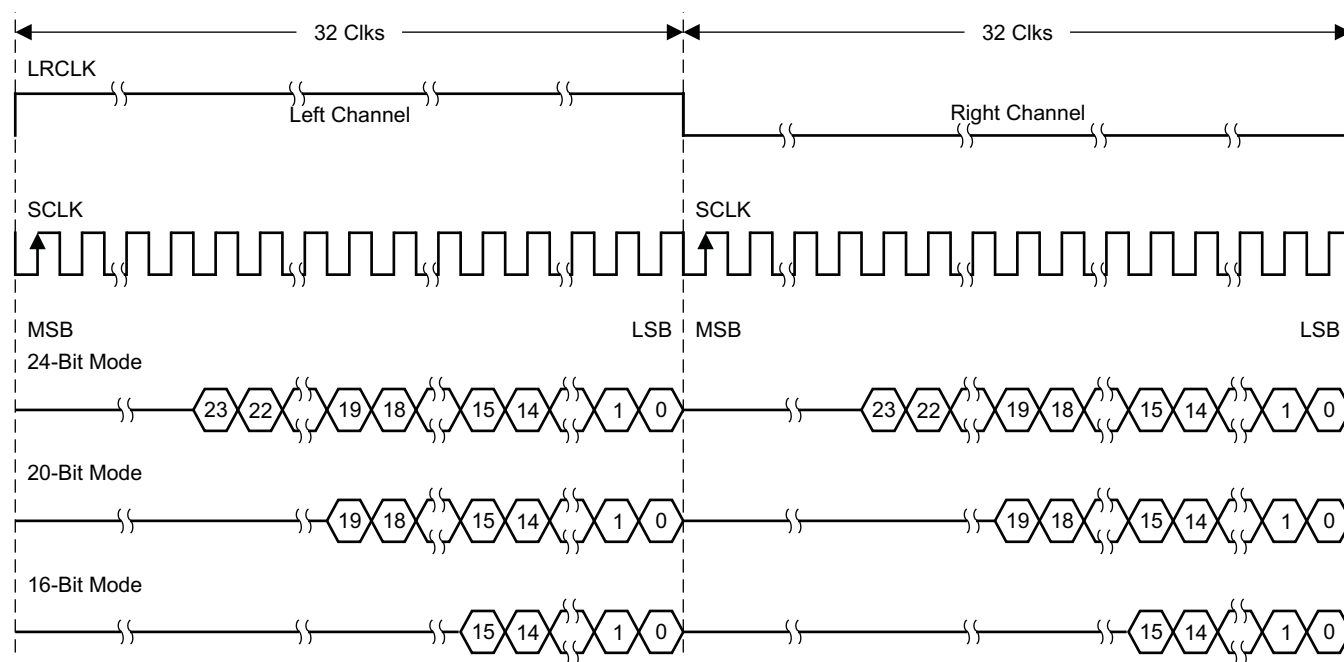 32 Clks 32 Clks
LRCLK
Left Channel Right Channel
SCLK SCLK
MSB LSB MSB LSB
24-Bit Mode
23 22 19 18 15 14 1 0 23 22 19 18 15 14 1 0
20-Bit Mode
19 18 15 14 1 0 19 18 15 14 1 0
16-Bit Mode
15 14 1 0 15 14 1 0